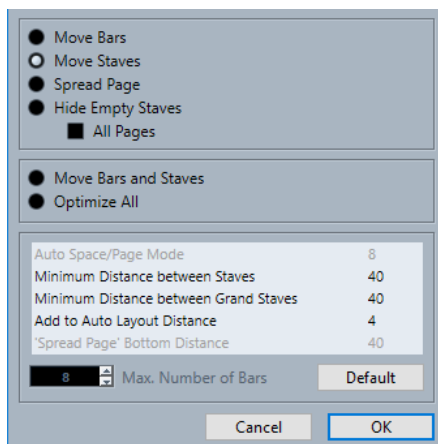 Move Bars
Move Staves
Spread Page
Hide Empty Staves
All Pages
Move Bars and Staves
Optimize All
Auto Space/Page Mode 8
Minimum Distance between Staves 40
Minimum Distance between Grand Staves 40
Add to Auto Layout Distance 4
'Spread Page' Bottom Distance 40
8 Max. Number of Bars Default
Cancel OK